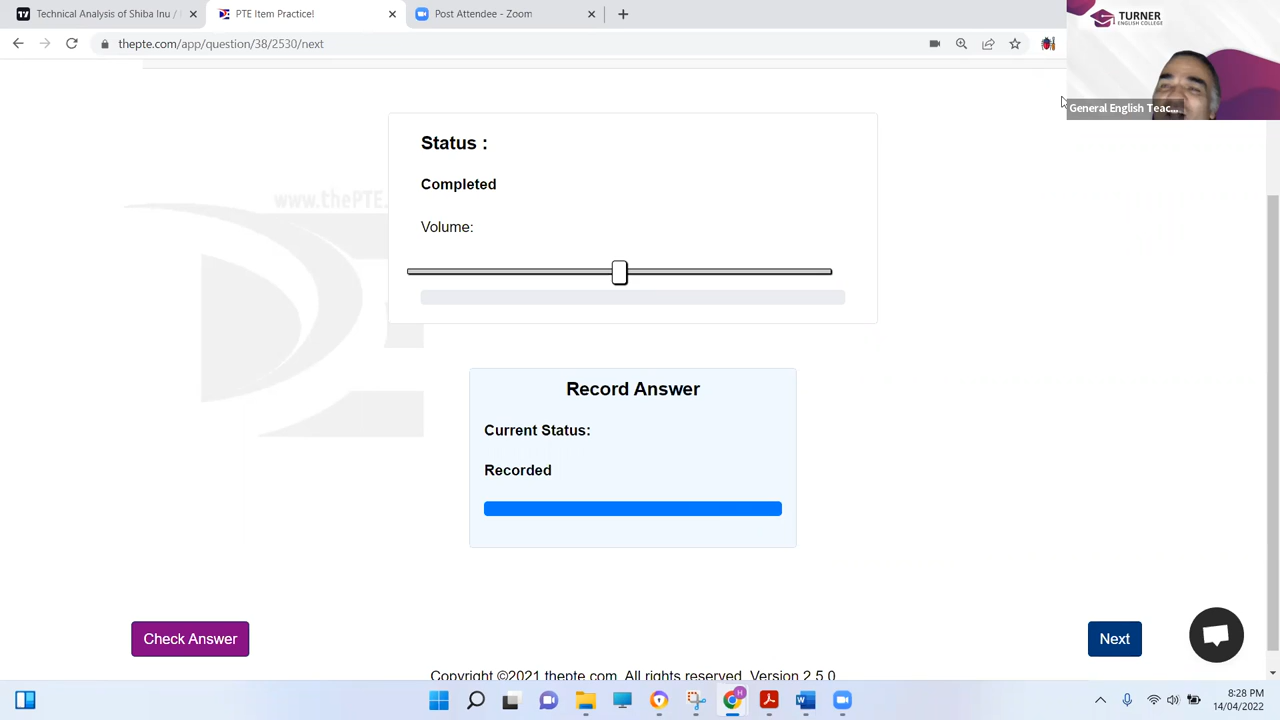 Technical Analysis of Shiba Inu /
PTE Item Practice!
Post Attendee - Zoom
thepte.com/app/question/38/2530/next
TURNER
ENGLISH COLLEGE
General English Teac...
www.thePTE.
Status :
Completed
Volume:
Record Answer
Current Status:
Recorded
Check Answer
Next
Copyright ©2021 thepte.com. All rights reserved. Version 2.5.0
8:28 PM
14/04/2022